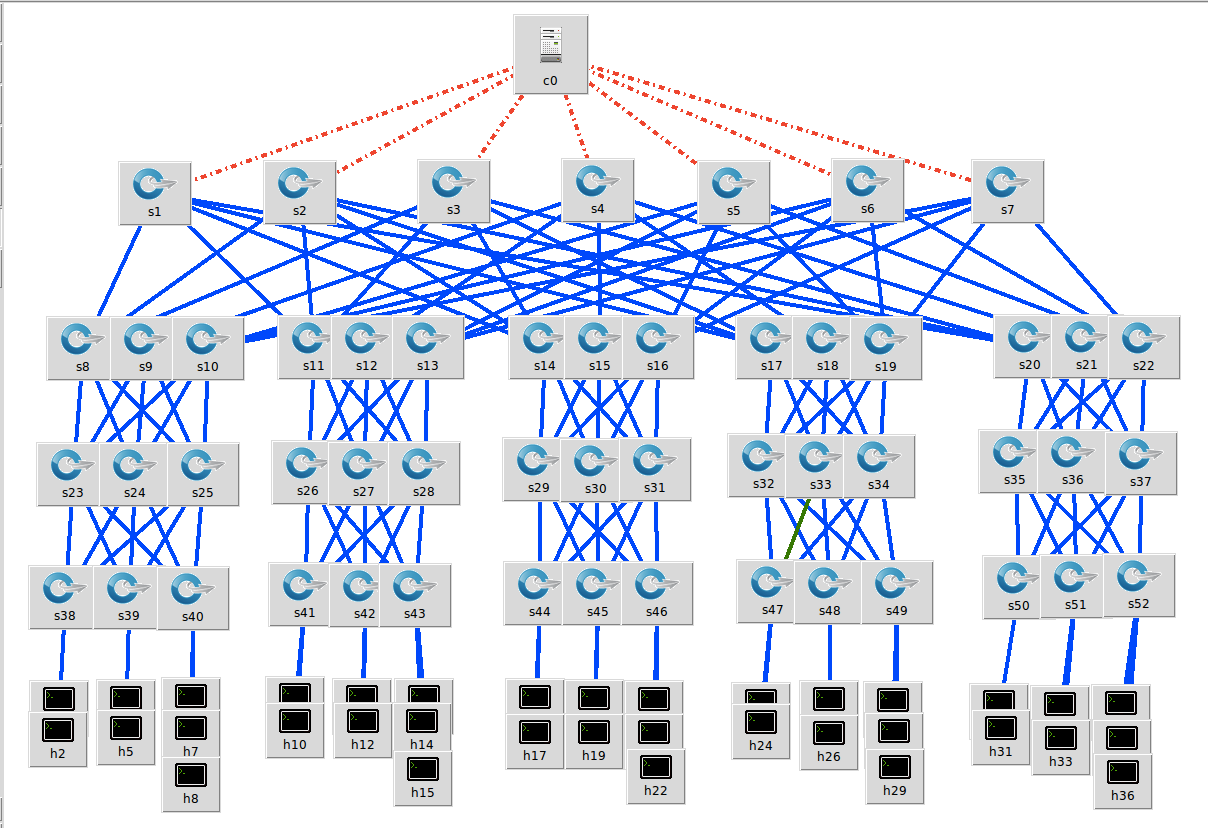 c0
s1 s2 s3 s4 s5 s6 s7
s8 s9 s10 s11 s12 s13 s14 s15 s16 s17 s18 s19 s20 s21 s22
s23 s24 s25 s26 s27 s28 s29 s30 s31 s32 s33 s34 s35 s36 s37
s38 s39 s40 s41 s42 s43 s44 s45 s46 s47 s48 s49 s50 s51 s52
h2 h5 h7 h10 h12 h14 h17 h19 h24 h26 h31 h33
h8 h15 h22 h29 h36